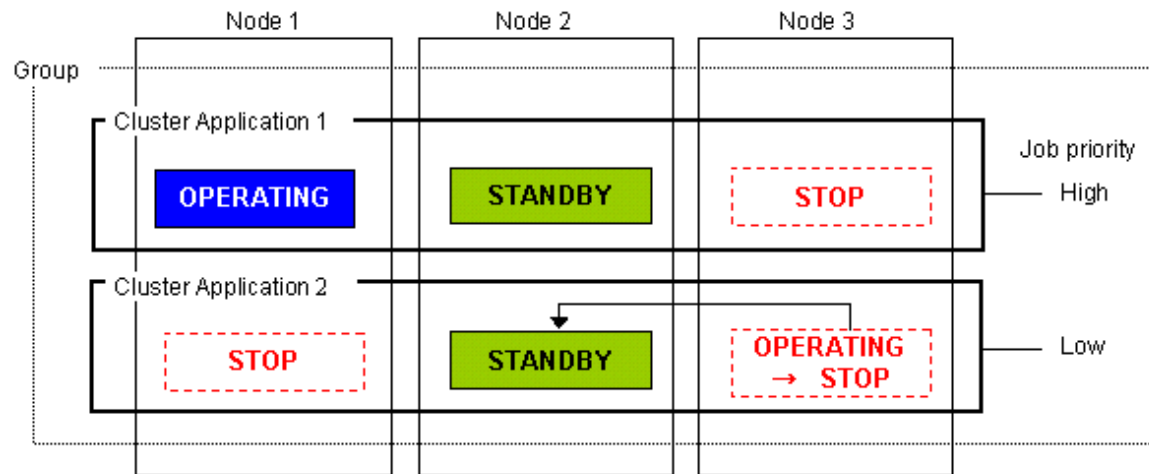 Node 1
Node 2
Node 3
Group
Cluster Application 1
Job priority
OPERATING
STANDBY
STOP
High
Cluster Application 2
STOP
STANDBY
OPERATING
→ STOP
Low